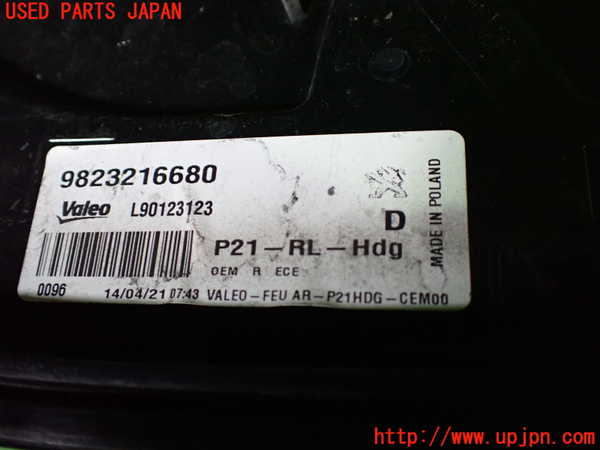 USED PARTS JAPAN
9823216680
Valeo L90123123
D
MADE IN POLAND
P21-RL-Hdg
OEM R ECE
0096 14/04/21 07:43 VALEO-FEU AR-P21HDG-CEM00
http://www.upjpn.com/